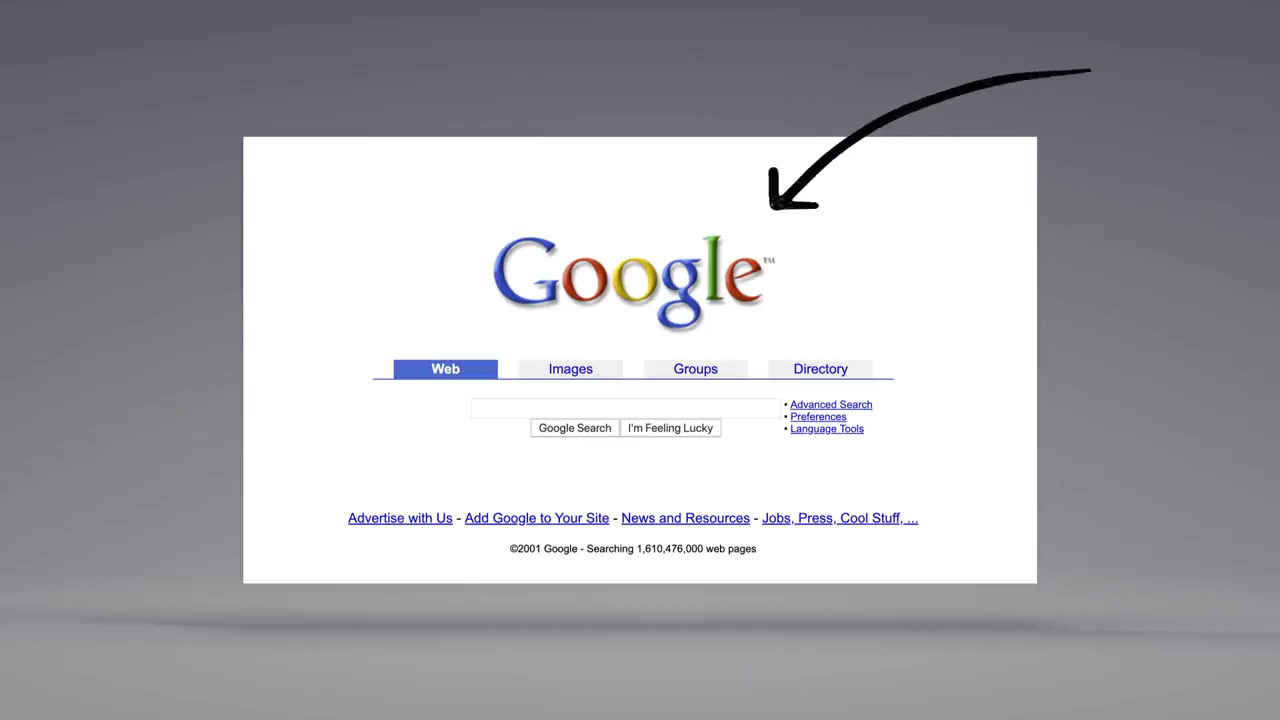 Google™
Web Images Groups Directory
• Advanced Search
• Preferences
• Language Tools
Google Search I'm Feeling Lucky
Advertise with Us - Add Google to Your Site - News and Resources - Jobs, Press, Cool Stuff, ...
©2001 Google - Searching 1,610,476,000 web pages